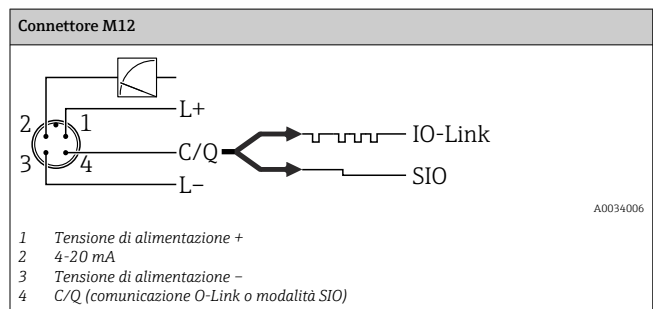 Connettore M12
2 1
3 4
L+
C/Q
L–
IO-Link
SIO
A0034006
1 Tensione di alimentazione +
2 4-20 mA
3 Tensione di alimentazione –
4 C/Q (comunicazione O-Link o modalità SIO)